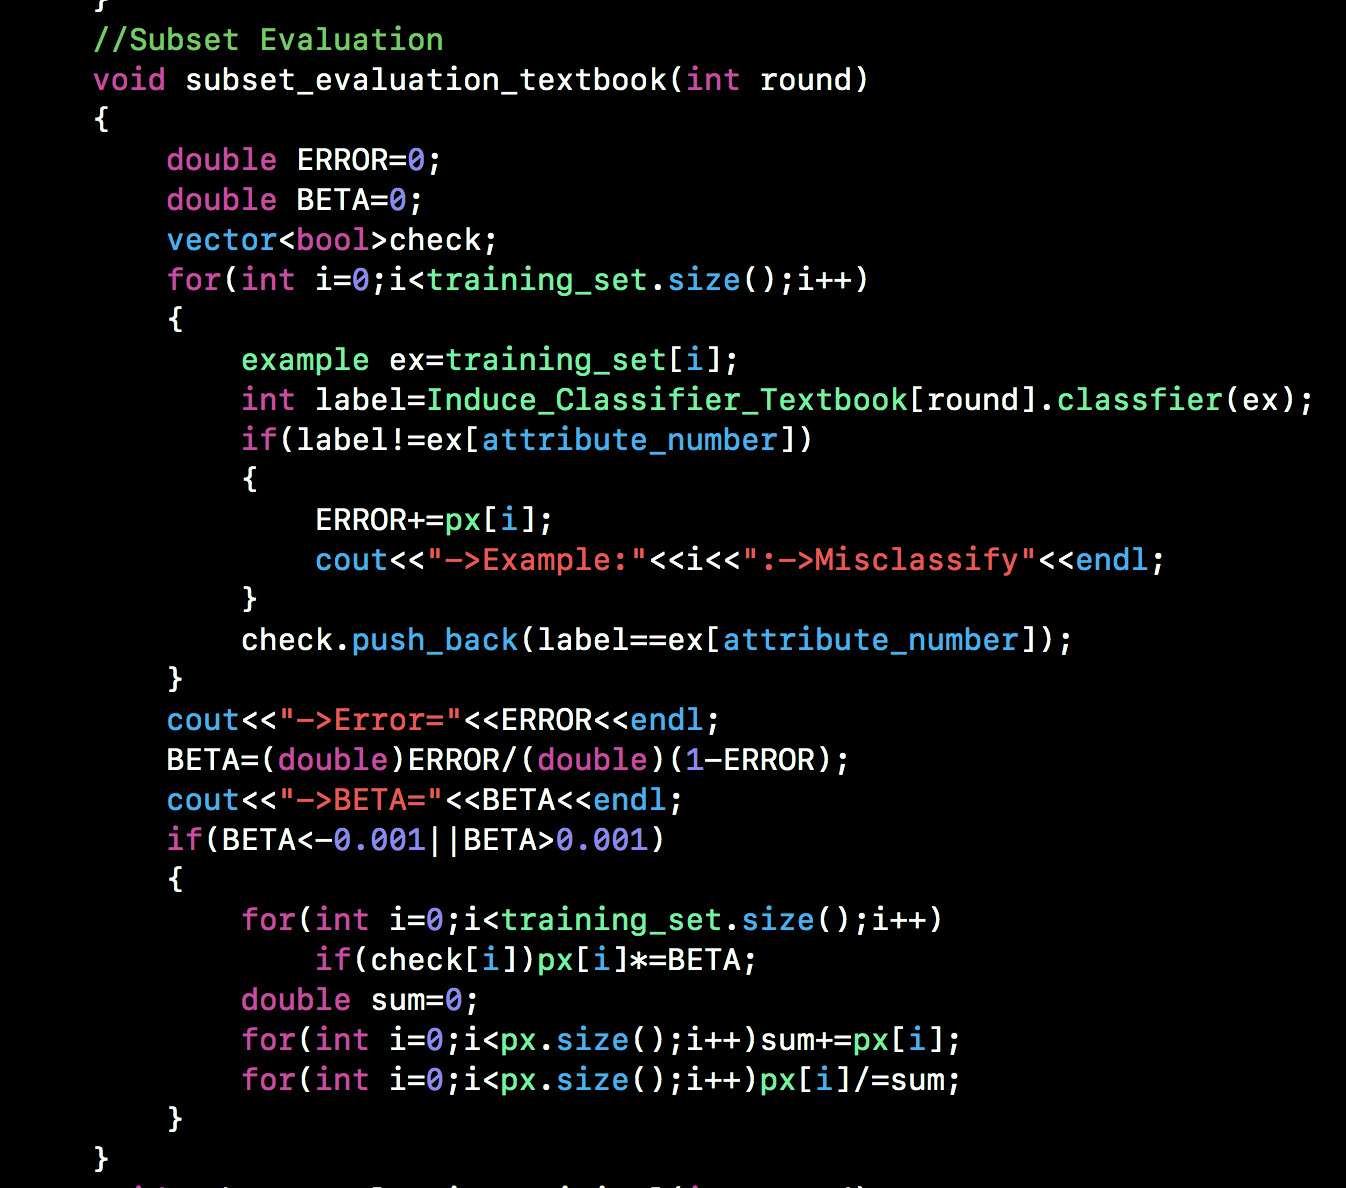 }
//Subset Evaluation
void subset_evaluation_textbook(int round)
{
double ERROR=0;
double BETA=0;
vector<bool>check;
for(int i=0;i<training_set.size();i++)
{
example ex=training_set[i];
int label=Induce_Classifier_Textbook[round].classfier(ex);
if(label!=ex[attribute_number])
{
ERROR+=px[i];
cout<<"->Example:"<<i<<":->Misclassify"<<endl;
}
check.push_back(label==ex[attribute_number]);
}
cout<<"->Error="<<ERROR<<endl;
BETA=(double)ERROR/(double)(1-ERROR);
cout<<"->BETA="<<BETA<<endl;
if(BETA<-0.001||BETA>0.001)
{
for(int i=0;i<training_set.size();i++)
if(check[i])px[i]*=BETA;
double sum=0;
for(int i=0;i<px.size();i++)sum+=px[i];
for(int i=0;i<px.size();i++)px[i]/=sum;
}
}